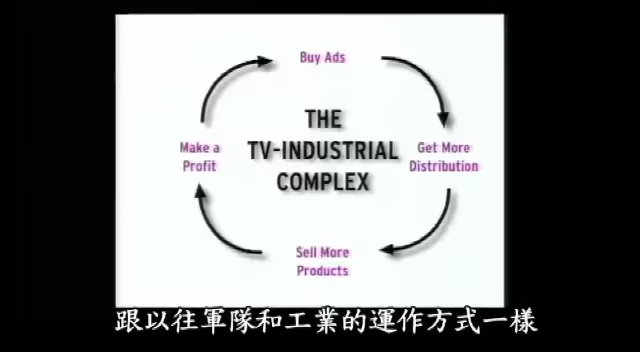 Buy Ads
THE
TV-INDUSTRIAL
COMPLEX
Make a
Profit
Get More
Distribution
Sell More
Products
跟以往軍隊和工業的運作方式一樣